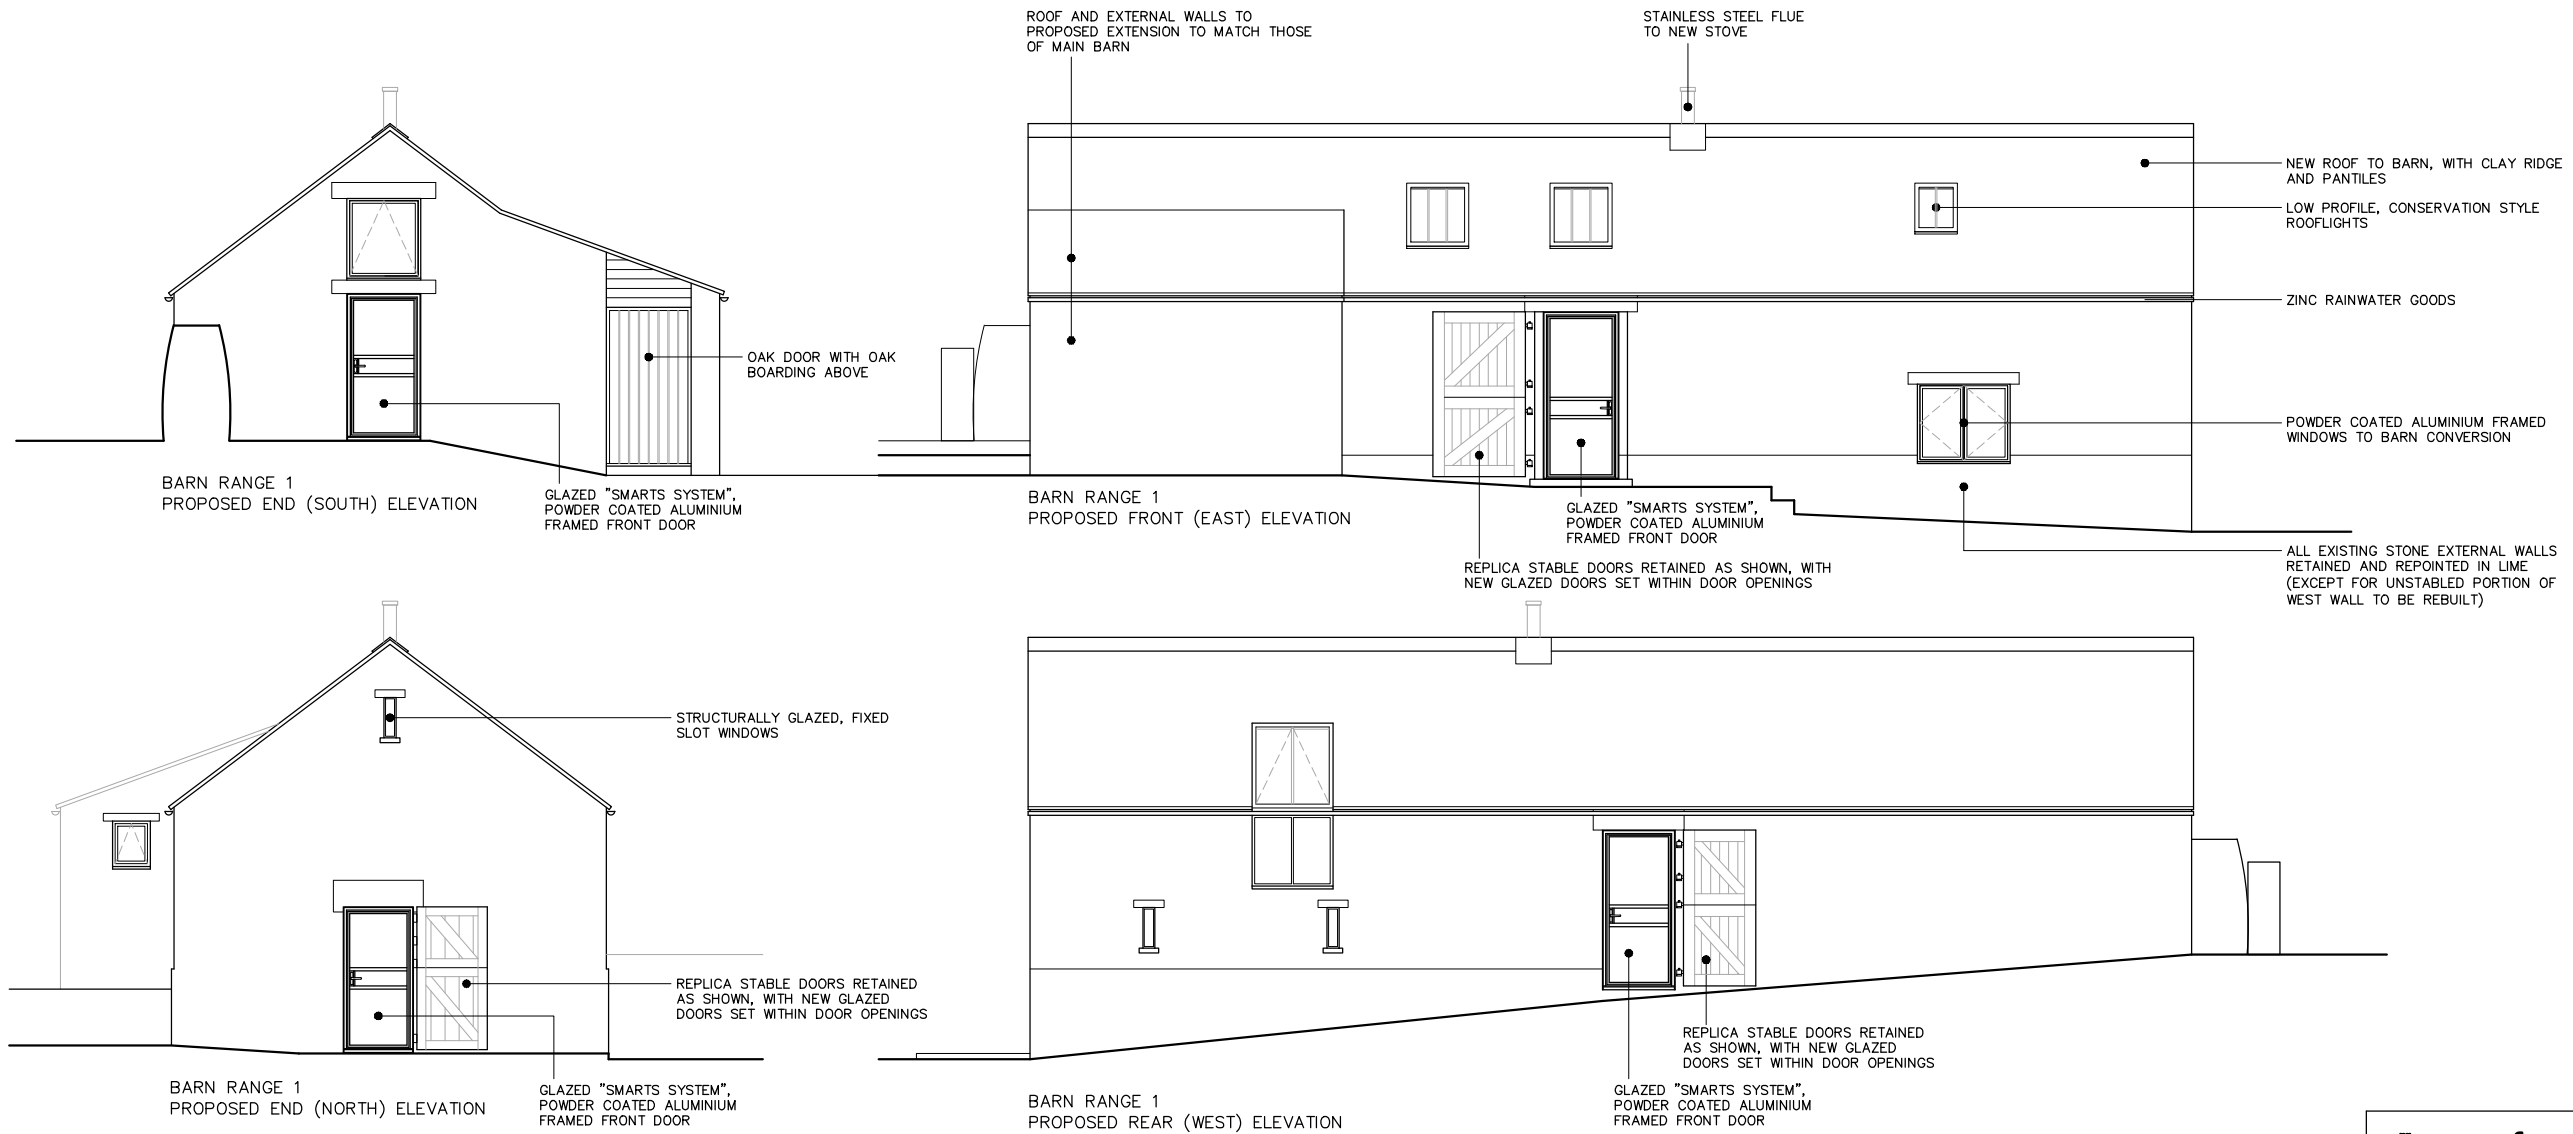 ROOF AND EXTERNAL WALLS TO
PROPOSED EXTENSION TO MATCH THOSE
OF MAIN BARN
STAINLESS STEEL FLUE
TO NEW STOVE
NEW ROOF TO BARN, WITH CLAY RIDGE
AND PANTILES
LOW PROFILE, CONSERVATION STYLE
ROOFLIGHTS
ZINC RAINWATER GOODS
OAK DOOR WITH OAK
BOARDING ABOVE
POWDER COATED ALUMINIUM FRAMED
WINDOWS TO BARN CONVERSION
BARN RANGE 1
PROPOSED END (SOUTH) ELEVATION
GLAZED "SMARTS SYSTEM",
POWDER COATED ALUMINIUM
FRAMED FRONT DOOR
BARN RANGE 1
PROPOSED FRONT (EAST) ELEVATION
GLAZED "SMARTS SYSTEM",
POWDER COATED ALUMINIUM
FRAMED FRONT DOOR
REPLICA STABLE DOORS RETAINED AS SHOWN, WITH
NEW GLAZED DOORS SET WITHIN DOOR OPENINGS
ALL EXISTING STONE EXTERNAL WALLS
RETAINED AND REPOINTED IN LIME
(EXCEPT FOR UNSTABLED PORTION OF
WEST WALL TO BE REBUILT)
STRUCTURALLY GLAZED, FIXED
SLOT WINDOWS
REPLICA STABLE DOORS RETAINED
AS SHOWN, WITH NEW GLAZED
DOORS SET WITHIN DOOR OPENINGS
BARN RANGE 1
PROPOSED END (NORTH) ELEVATION
GLAZED "SMARTS SYSTEM",
POWDER COATED ALUMINIUM
FRAMED FRONT DOOR
BARN RANGE 1
PROPOSED REAR (WEST) ELEVATION
REPLICA STABLE DOORS RETAINED
AS SHOWN, WITH NEW GLAZED
DOORS SET WITHIN DOOR OPENINGS
GLAZED "SMARTS SYSTEM",
POWDER COATED ALUMINIUM
FRAMED FRONT DOOR